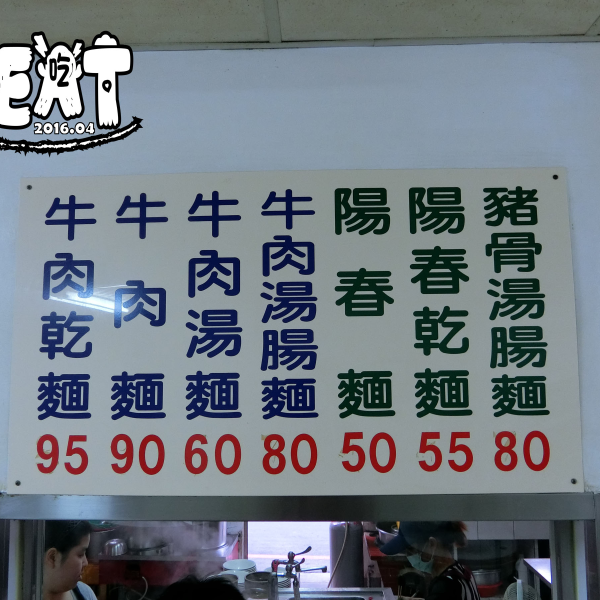 EAT
吃
2016.04
牛肉乾麵 95
牛肉麵 90
牛肉湯麵 60
牛肉湯腸麵 80
陽春麵 50
陽春乾麵 55
豬骨湯腸麵 80